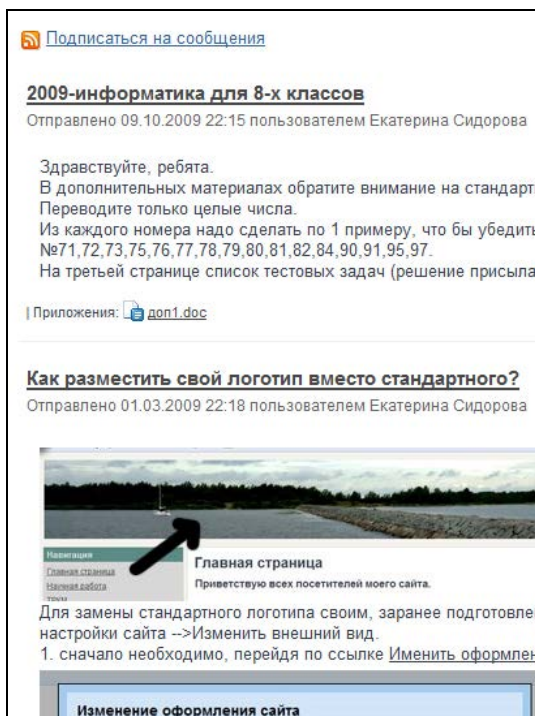 Подписаться на сообщения
2009-информатика для 8-х классов
Отправлено 09.10.2009 22:15 пользователем Екатерина Сидорова
Здравствуйте, ребята.
В дополнительных материалах обратите внимание на стандарт
Переводите только целые числа.
Из каждого номера надо сделать по 1 примеру, что бы убедить
№71,72,73,75,76,77,78,79,80,81,82,84,90,91,95,97.
На третьей странице список тестовых задач (решение присыла
| Приложения: доп1.doc
Как разместить свой логотип вместо стандартного?
Отправлено 01.03.2009 22:18 пользователем Екатерина Сидорова
Навигация
Главная страница
Научная работа
Главная страница
Приветствую всех посетителей моего сайта.
Для замены стандартного логотипа своим, заранее подготовле
настройки сайта -->Изменить внешний вид.
1. сначало необходимо, перейдя по ссылке Именить оформлен
Изменение оформления сайта